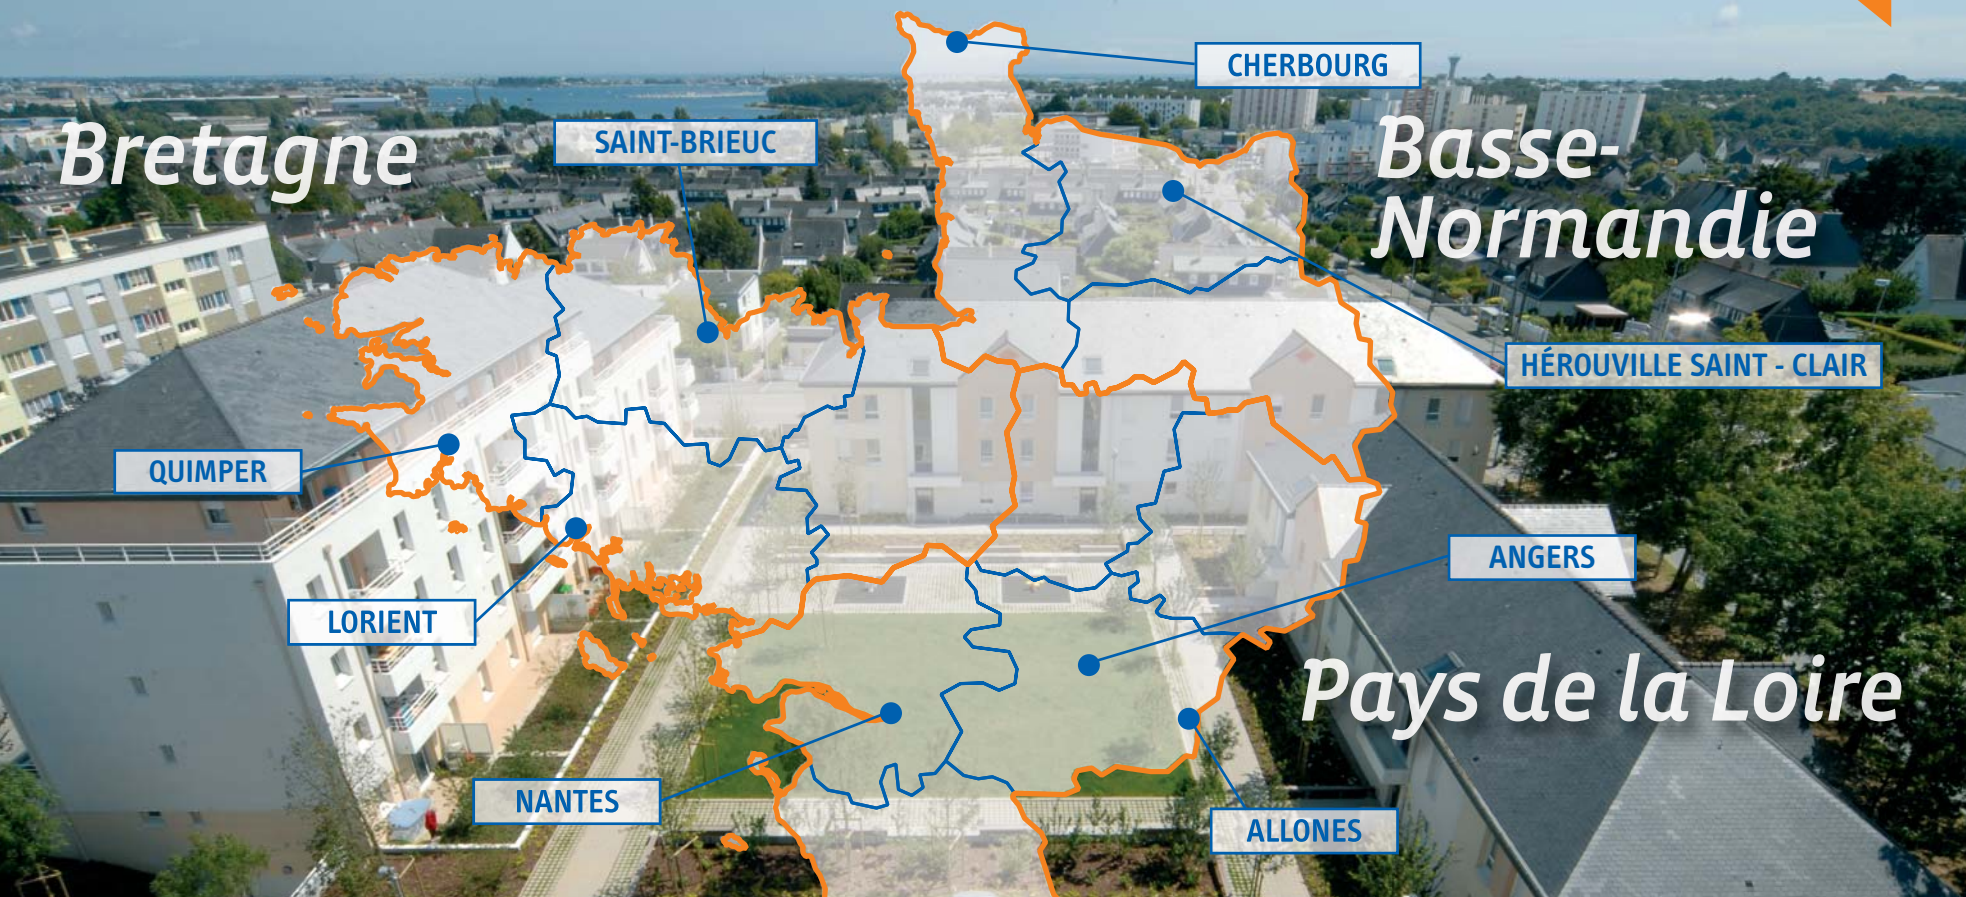 CHERBOURG
Bretagne
SAINT-BRIEUC
Basse-
Normandie
HÉROUVILLE SAINT - CLAIR
QUIMPER
ANGERS
LORIENT
Pays de la Loire
NANTES
ALLONES